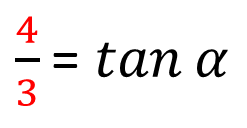 4/3 = tan α